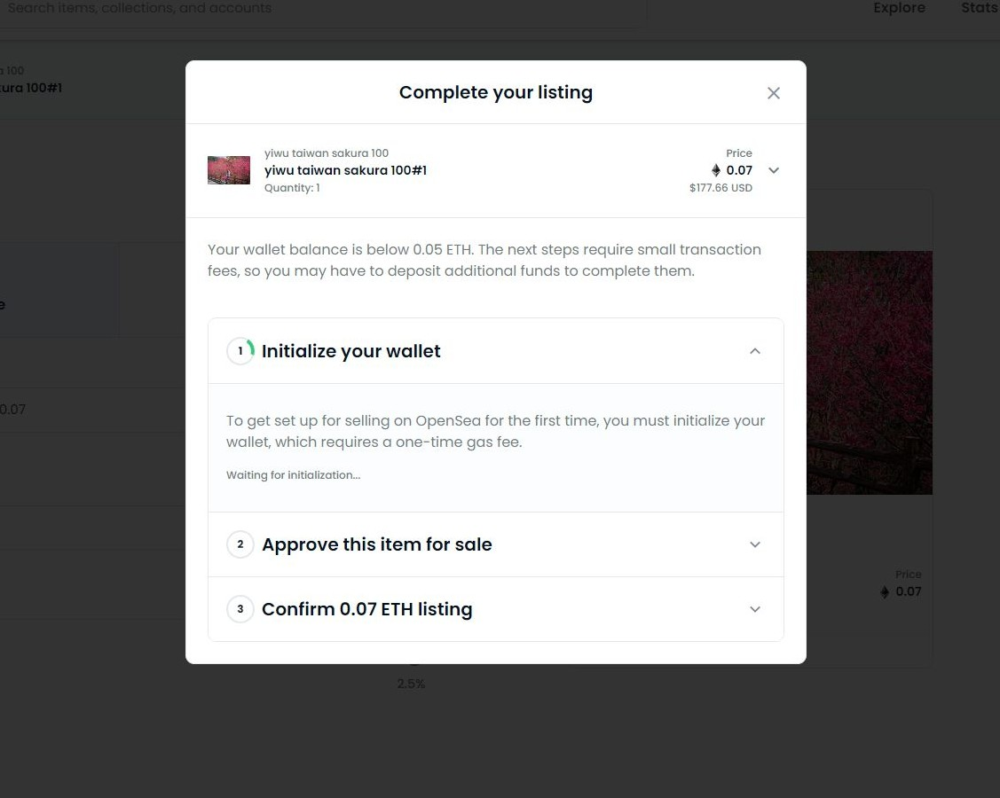 Search items, collections, and accounts
Explore
Stats
100
100#1
Complete your listing
yiwu taiwan sakura 100
yiwu taiwan sakura 100#1
Quantity: 1
Price
0.07
$177.66 USD
Your wallet balance is below 0.05 ETH. The next steps require small transaction
fees, so you may have to deposit additional funds to complete them.
1
Initialize your wallet
To get set up for selling on OpenSea for the first time, you must initialize your
wallet, which requires a one-time gas fee.
Waiting for initialization...
2
Approve this item for sale
3
Confirm 0.07 ETH listing
0.07
Price
0.07
2.5%